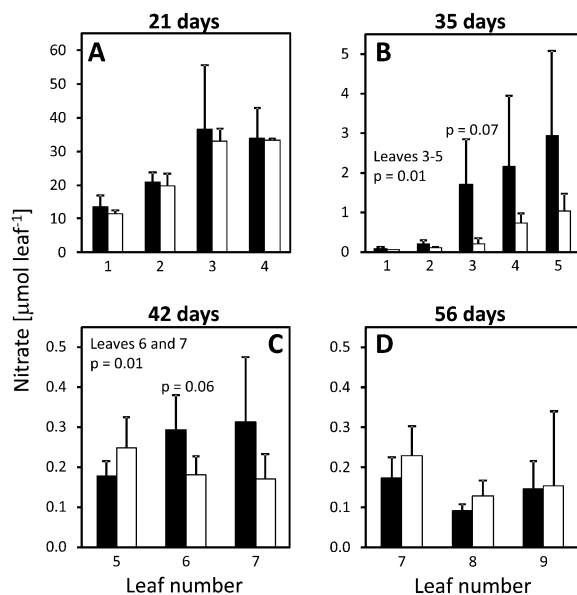 21 days
35 days
A
B
60
50
40
30
20
10
0
1 2 3 4
5
4
3
2
1
0
p = 0.07
Leaves 3-5
p = 0.01
1 2 3 4 5
Nitrate [µmol leaf⁻¹]
42 days
56 days
C
D
Leaves 6 and 7
p = 0.01
p = 0.06
0.5
0.4
0.3
0.2
0.1
0.0
5 6 7
Leaf number
0.5
0.4
0.3
0.2
0.1
0.0
7 8 9
Leaf number